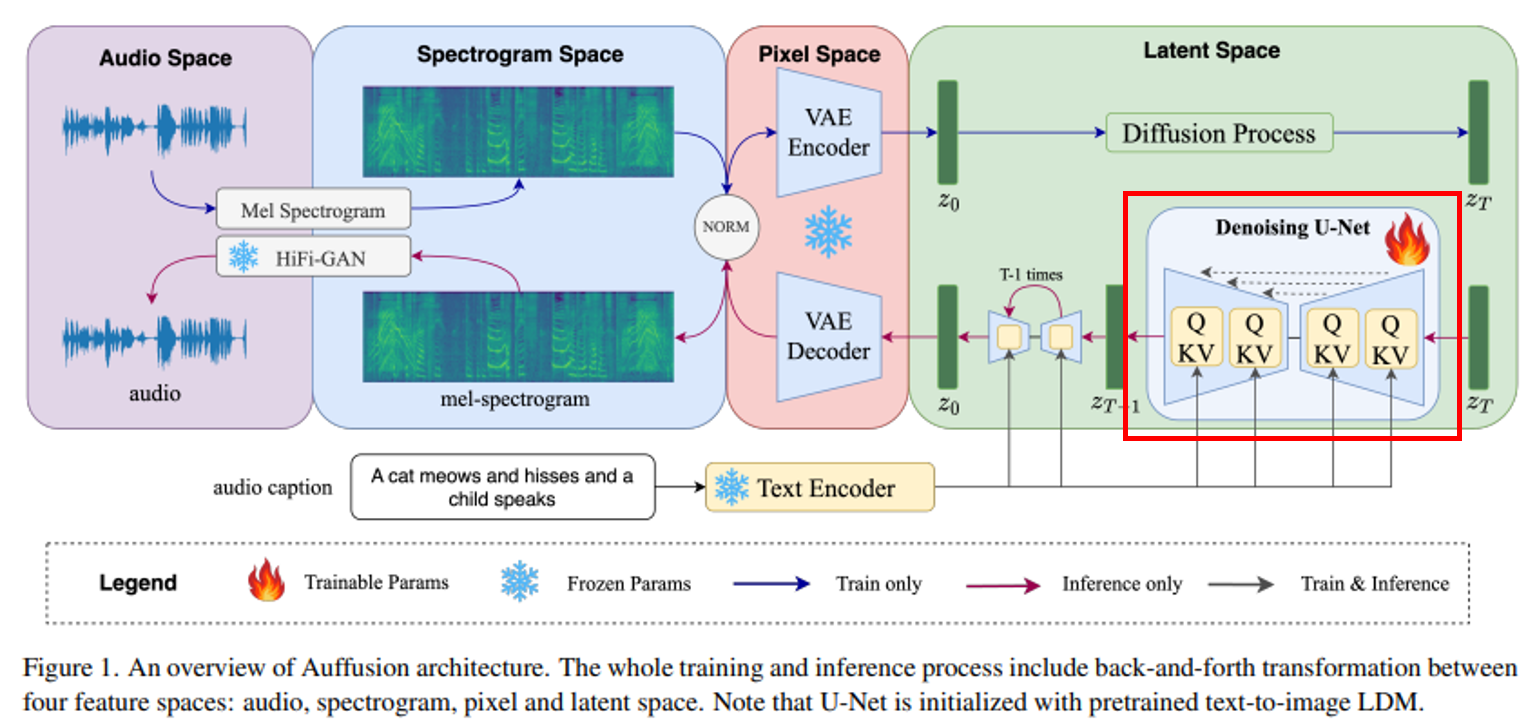 Audio Space
Spectrogram Space
Pixel Space
Latent Space
VAE
Encoder
Diffusion Process
z_0
z_T
Mel Spectrogram
NORM
Denoising U-Net
HiFi-GAN
T-1 times
Q
KV
Q
KV
Q
KV
Q
KV
VAE
Decoder
audio
mel-spectrogram
z_0
z_{T-1}
z_T
audio caption
A cat meows and hisses and a
child speaks
Text Encoder
Legend
Trainable Params
Frozen Params
Train only
Inference only
Train & Inference
Figure 1. An overview of Auffusion architecture. The whole training and inference process include back-and-forth transformation between
four feature spaces: audio, spectrogram, pixel and latent space. Note that U-Net is initialized with pretrained text-to-image LDM.